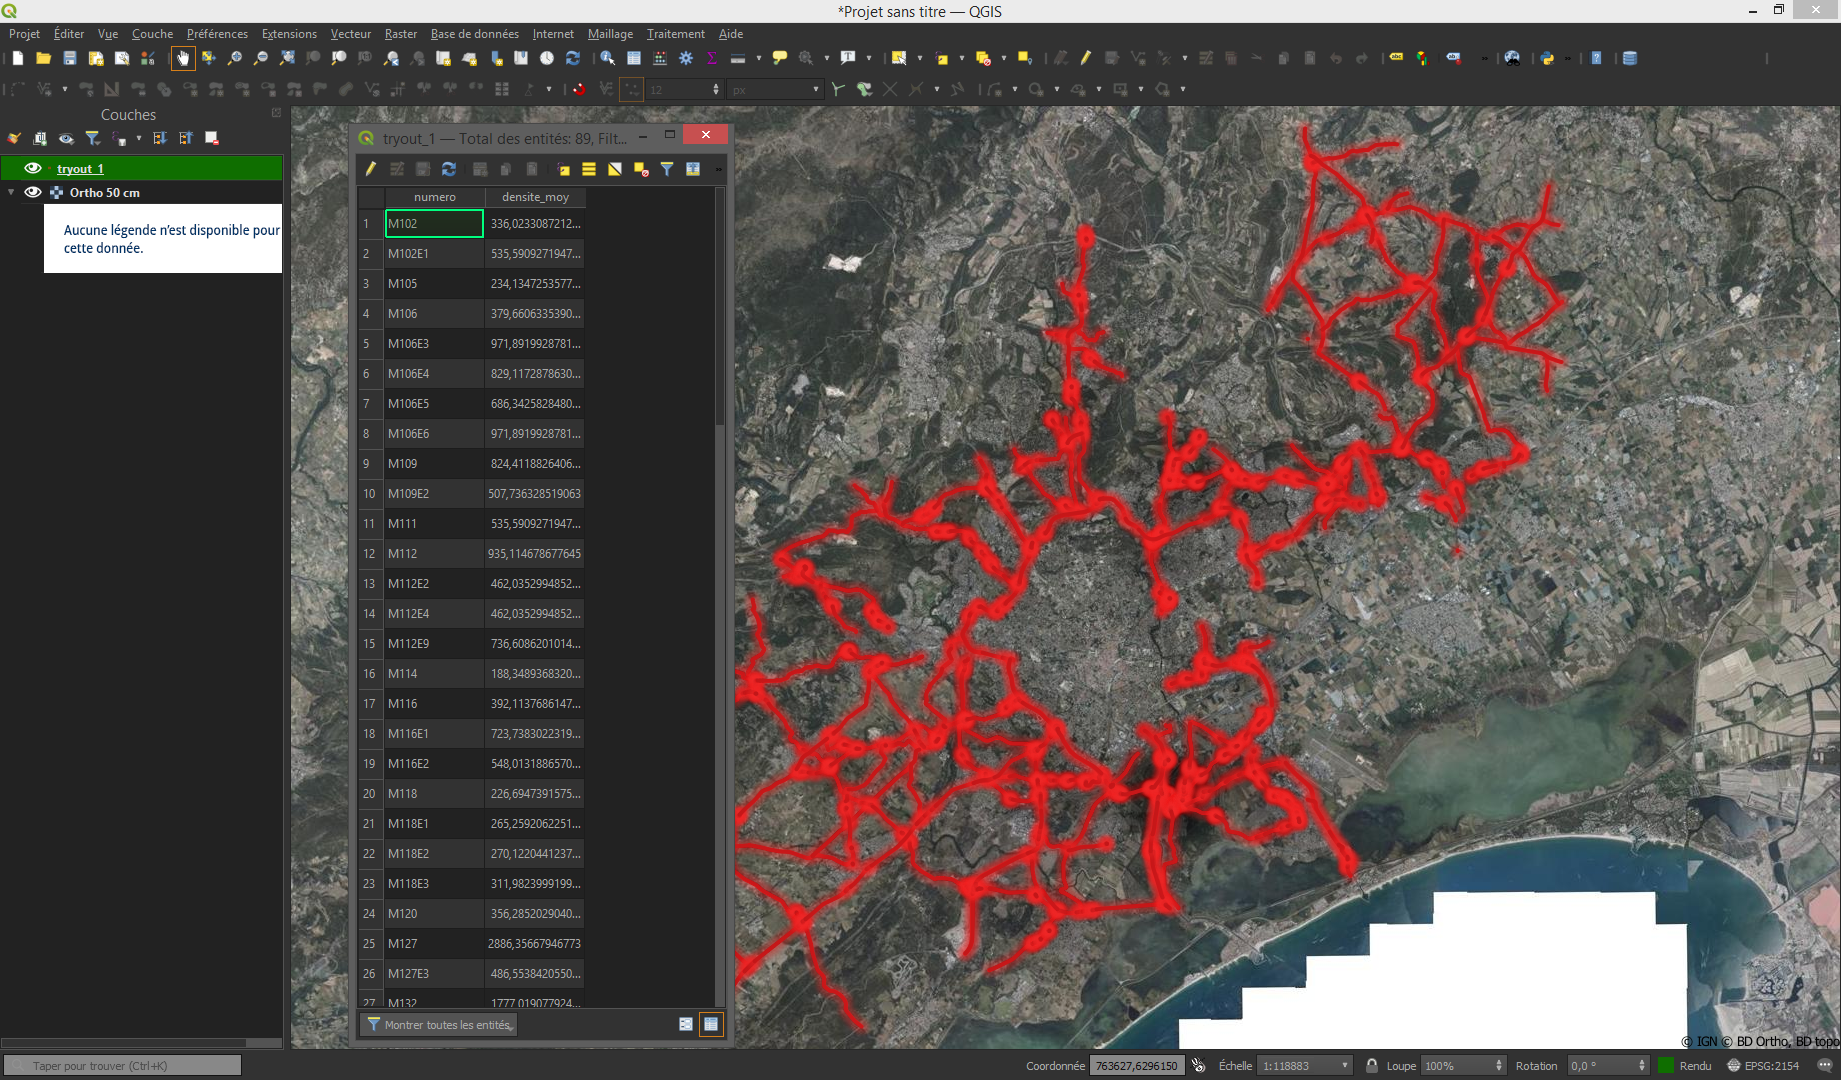 *Projet sans titre — QGIS
Projet Éditer Vue Couche Préférences Extensions Vecteur Raster Base de données Internet Maillage Traitement Aide
12 px
Couches
tryout_1
Ortho 50 cm
Aucune légende n'est disponible pour
cette donnée.
tryout_1 — Total des entités: 89, Filt...
numero densite_moy
1 M102 336,0233087212...
2 M102E1 535,5909271947...
3 M105 234,1347253577...
4 M106 379,6606335390...
5 M106E3 971,8919928781...
6 M106E4 829,1172878630...
7 M106E5 686,3425828480...
8 M106E6 971,8919928781...
9 M109 824,4118826406...
10 M109E2 507,736328519063
11 M111 535,5909271947...
12 M112 935,114678677645
13 M112E2 462,0352994852...
14 M112E4 462,0352994852...
15 M112E9 736,6086201014...
16 M114 188,3489368320...
17 M116 392,1137686147...
18 M116E1 723,7383022319...
19 M116E2 548,0131886570...
20 M118 226,6947391575...
21 M118E1 265,2592062251...
22 M118E2 270,1220441237...
23 M118E3 311,9823999199...
24 M120 356,2852029040...
25 M127 2886,35667946773
26 M127E3 486,5538420550...
27 M132 1777,019077924...
Montrer toutes les entités
© IGN © BD Ortho, BD topo
Taper pour trouver (Ctrl+K)
Coordonnée 763627,6296150 Échelle 1:118883 Loupe 100% Rotation 0,0 ° Rendu EPSG:2154